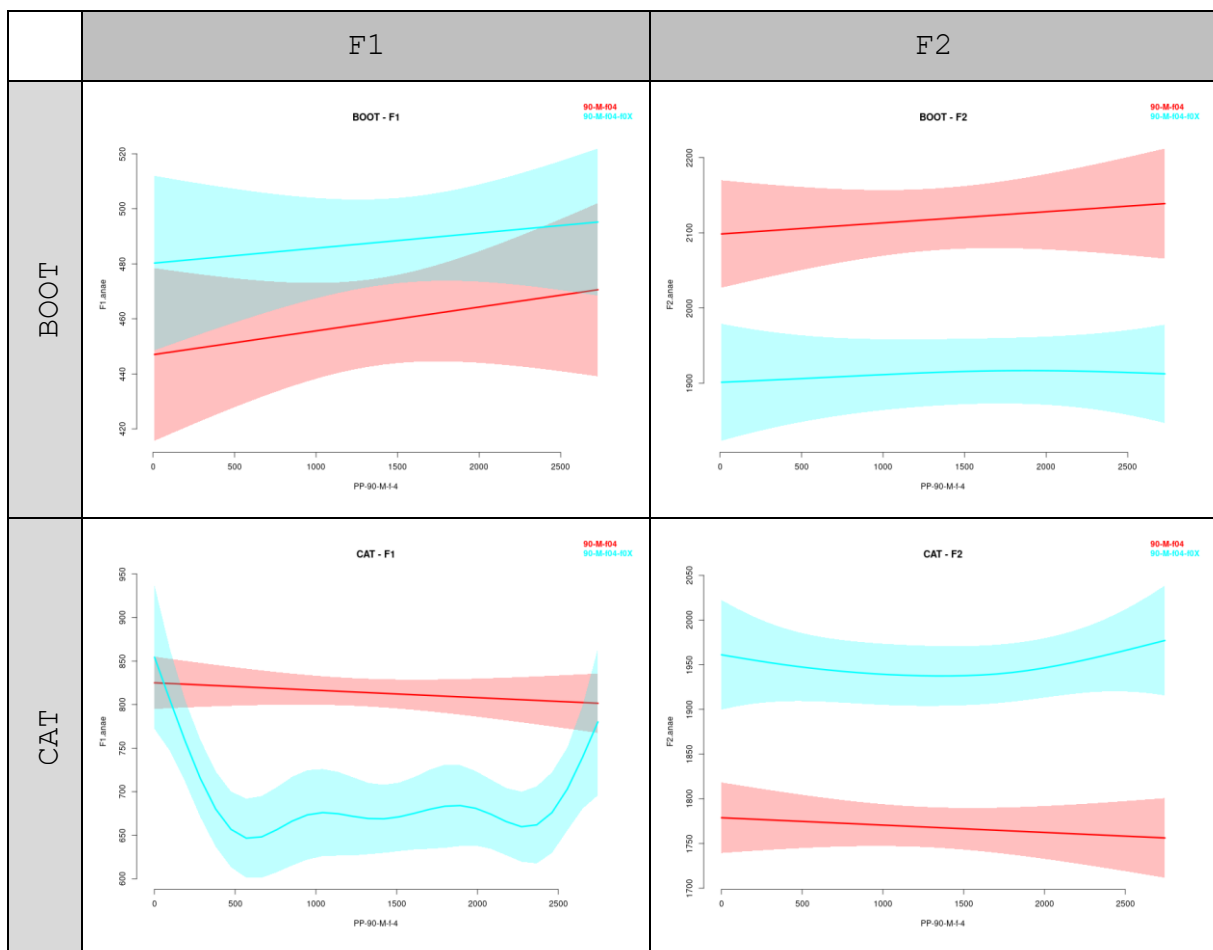 F1
F2
BOOT
BOOT - F1
90-M-f04
90-M-f04-f0X
F1.anae
520
500
480
460
440
420
0 500 1000 1500 2000 2500
PP-90-M-f-4
BOOT - F2
90-M-f04
90-M-f04-f0X
F2.anae
2200
2100
2000
1900
0 500 1000 1500 2000 2500
PP-90-M-f-4
CAT
CAT - F1
90-M-f04
90-M-f04-f0X
F1.anae
950
900
850
800
750
700
650
600
0 500 1000 1500 2000 2500
PP-90-M-f-4
CAT - F2
90-M-f04
90-M-f04-f0X
F2.anae
2050
2000
1950
1900
1850
1800
1750
1700
0 500 1000 1500 2000 2500
PP-90-M-f-4